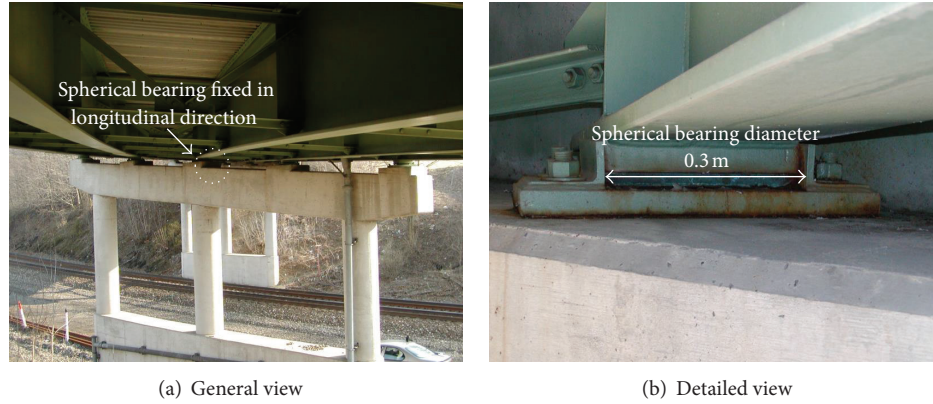 Spherical bearing fixed in
longitudinal direction
Spherical bearing diameter
0.3 m
(a) General view
(b) Detailed view